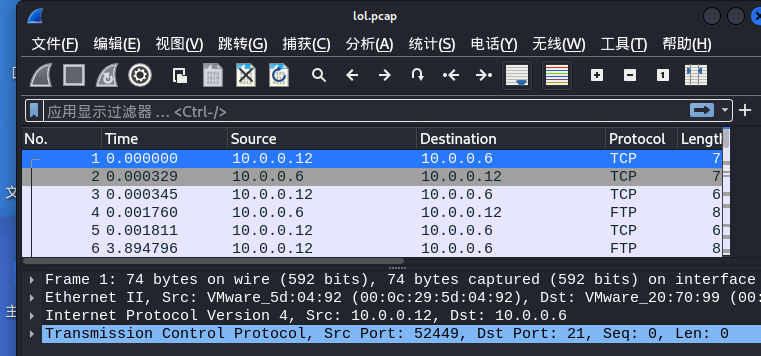 lol.pcap
文件(F) 编辑(E) 视图(V) 跳转(G) 捕获(C) 分析(A) 统计(S) 电话(Y) 无线(W) 工具(T) 帮助(H)
应用显示过滤器 … <Ctrl-/>
No. Time Source Destination Protocol Length
1 0.000000 10.0.0.12 10.0.0.6 TCP 7
2 0.000329 10.0.0.6 10.0.0.12 TCP 7
3 0.000345 10.0.0.12 10.0.0.6 TCP 6
4 0.001760 10.0.0.6 10.0.0.12 FTP 8
5 0.001811 10.0.0.12 10.0.0.6 TCP 6
6 3.894796 10.0.0.12 10.0.0.6 FTP 8
Frame 1: 74 bytes on wire (592 bits), 74 bytes captured (592 bits) on interface
Ethernet II, Src: VMware_5d:04:92 (00:0c:29:5d:04:92), Dst: VMware_20:70:99 (00:
Internet Protocol Version 4, Src: 10.0.0.12, Dst: 10.0.0.6
Transmission Control Protocol, Src Port: 52449, Dst Port: 21, Seq: 0, Len: 0
文
主